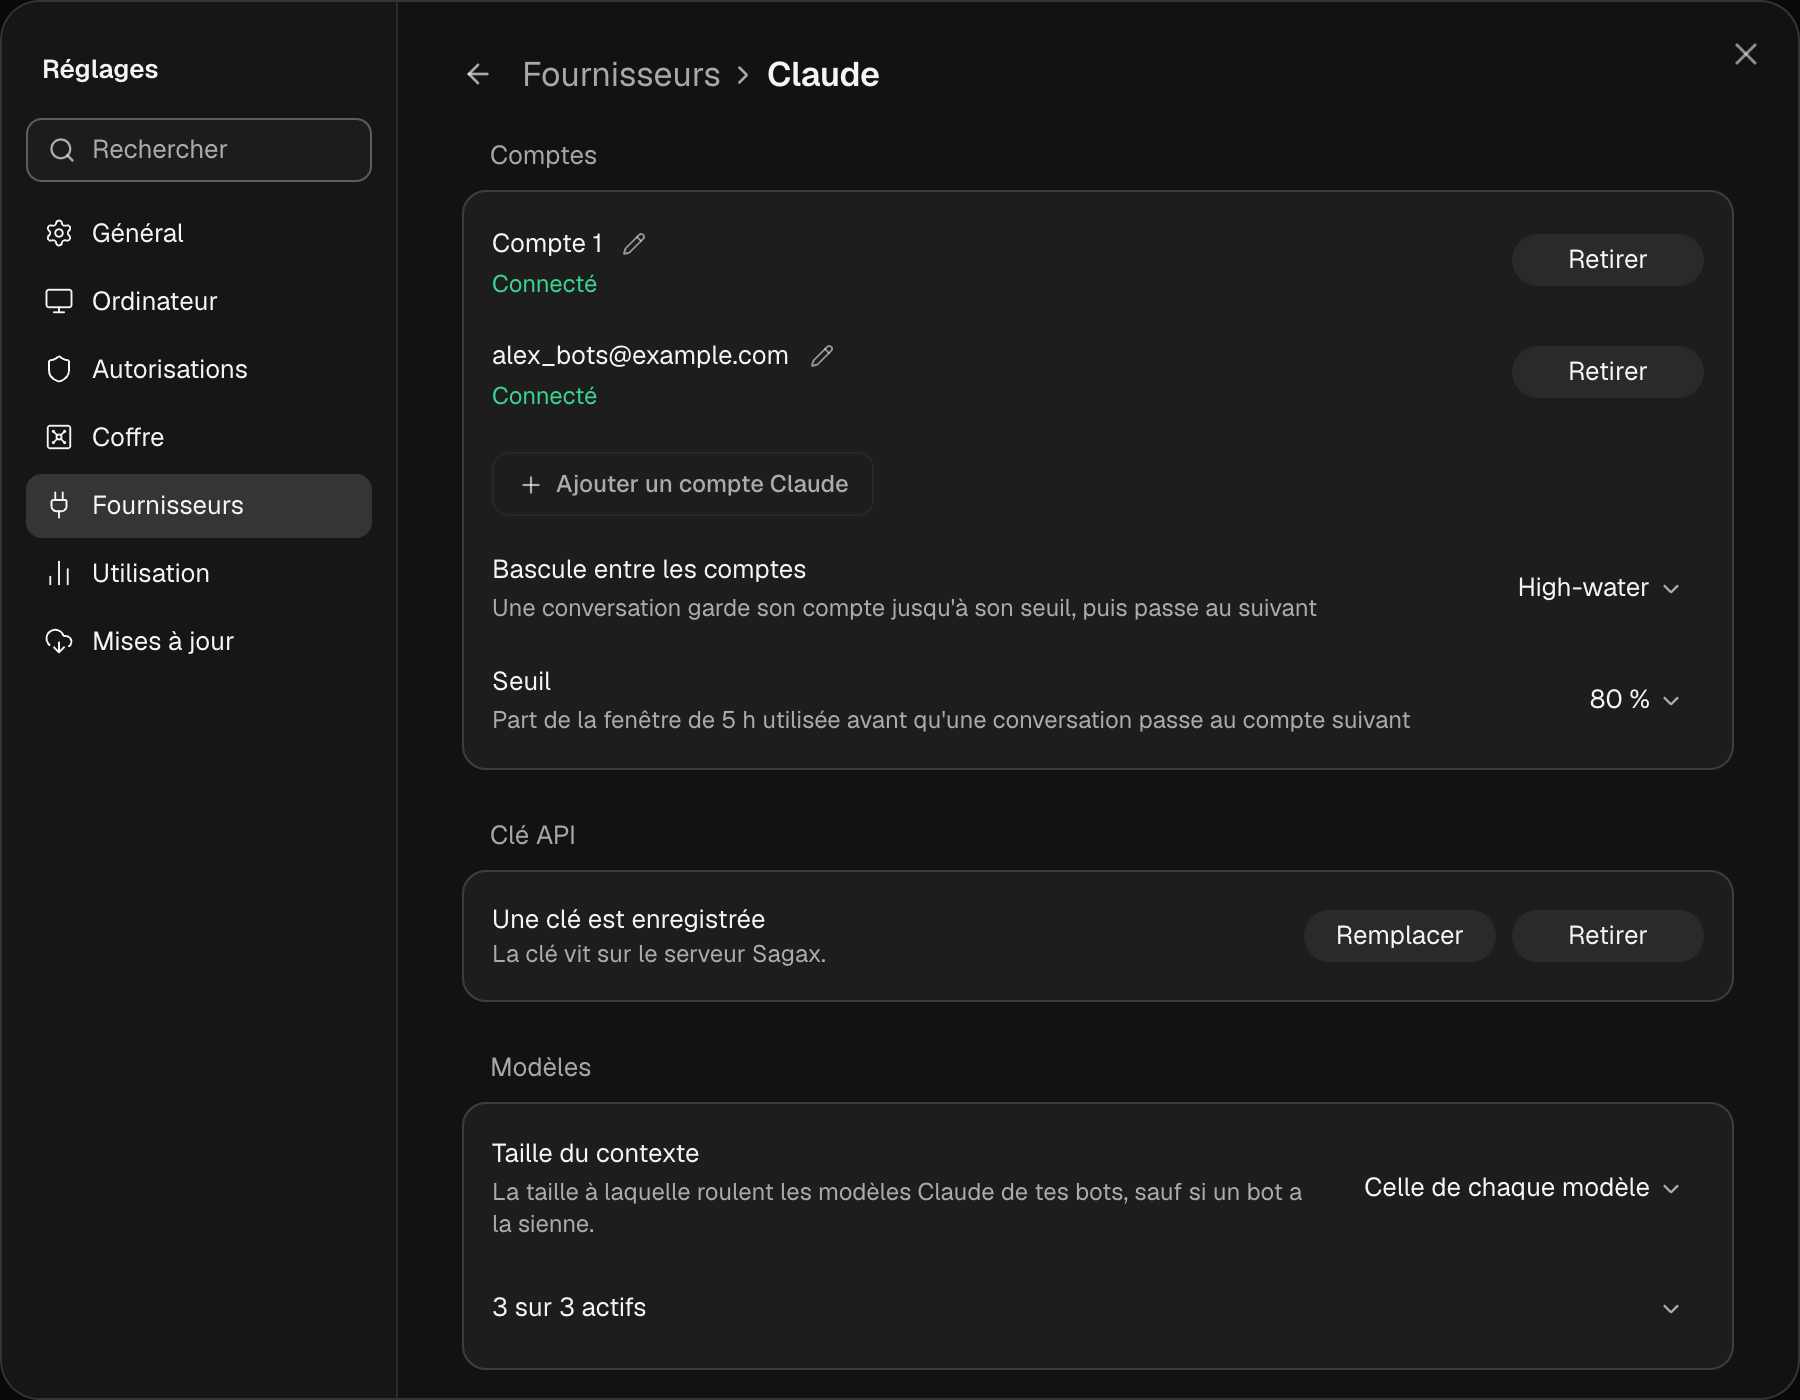 Réglages
Rechercher
Général
Ordinateur
Autorisations
Coffre
Fournisseurs
Utilisation
Mises à jour
Fournisseurs > Claude
Comptes
Compte 1
Connecté
Retirer
alex_bots@example.com
Connecté
Retirer
+ Ajouter un compte Claude
Bascule entre les comptes
Une conversation garde son compte jusqu'à son seuil, puis passe au suivant
High-water
Seuil
Part de la fenêtre de 5 h utilisée avant qu'une conversation passe au compte suivant
80 %
Clé API
Une clé est enregistrée
La clé vit sur le serveur Sagax.
Remplacer
Retirer
Modèles
Taille du contexte
La taille à laquelle roulent les modèles Claude de tes bots, sauf si un bot a
la sienne.
Celle de chaque modèle
3 sur 3 actifs